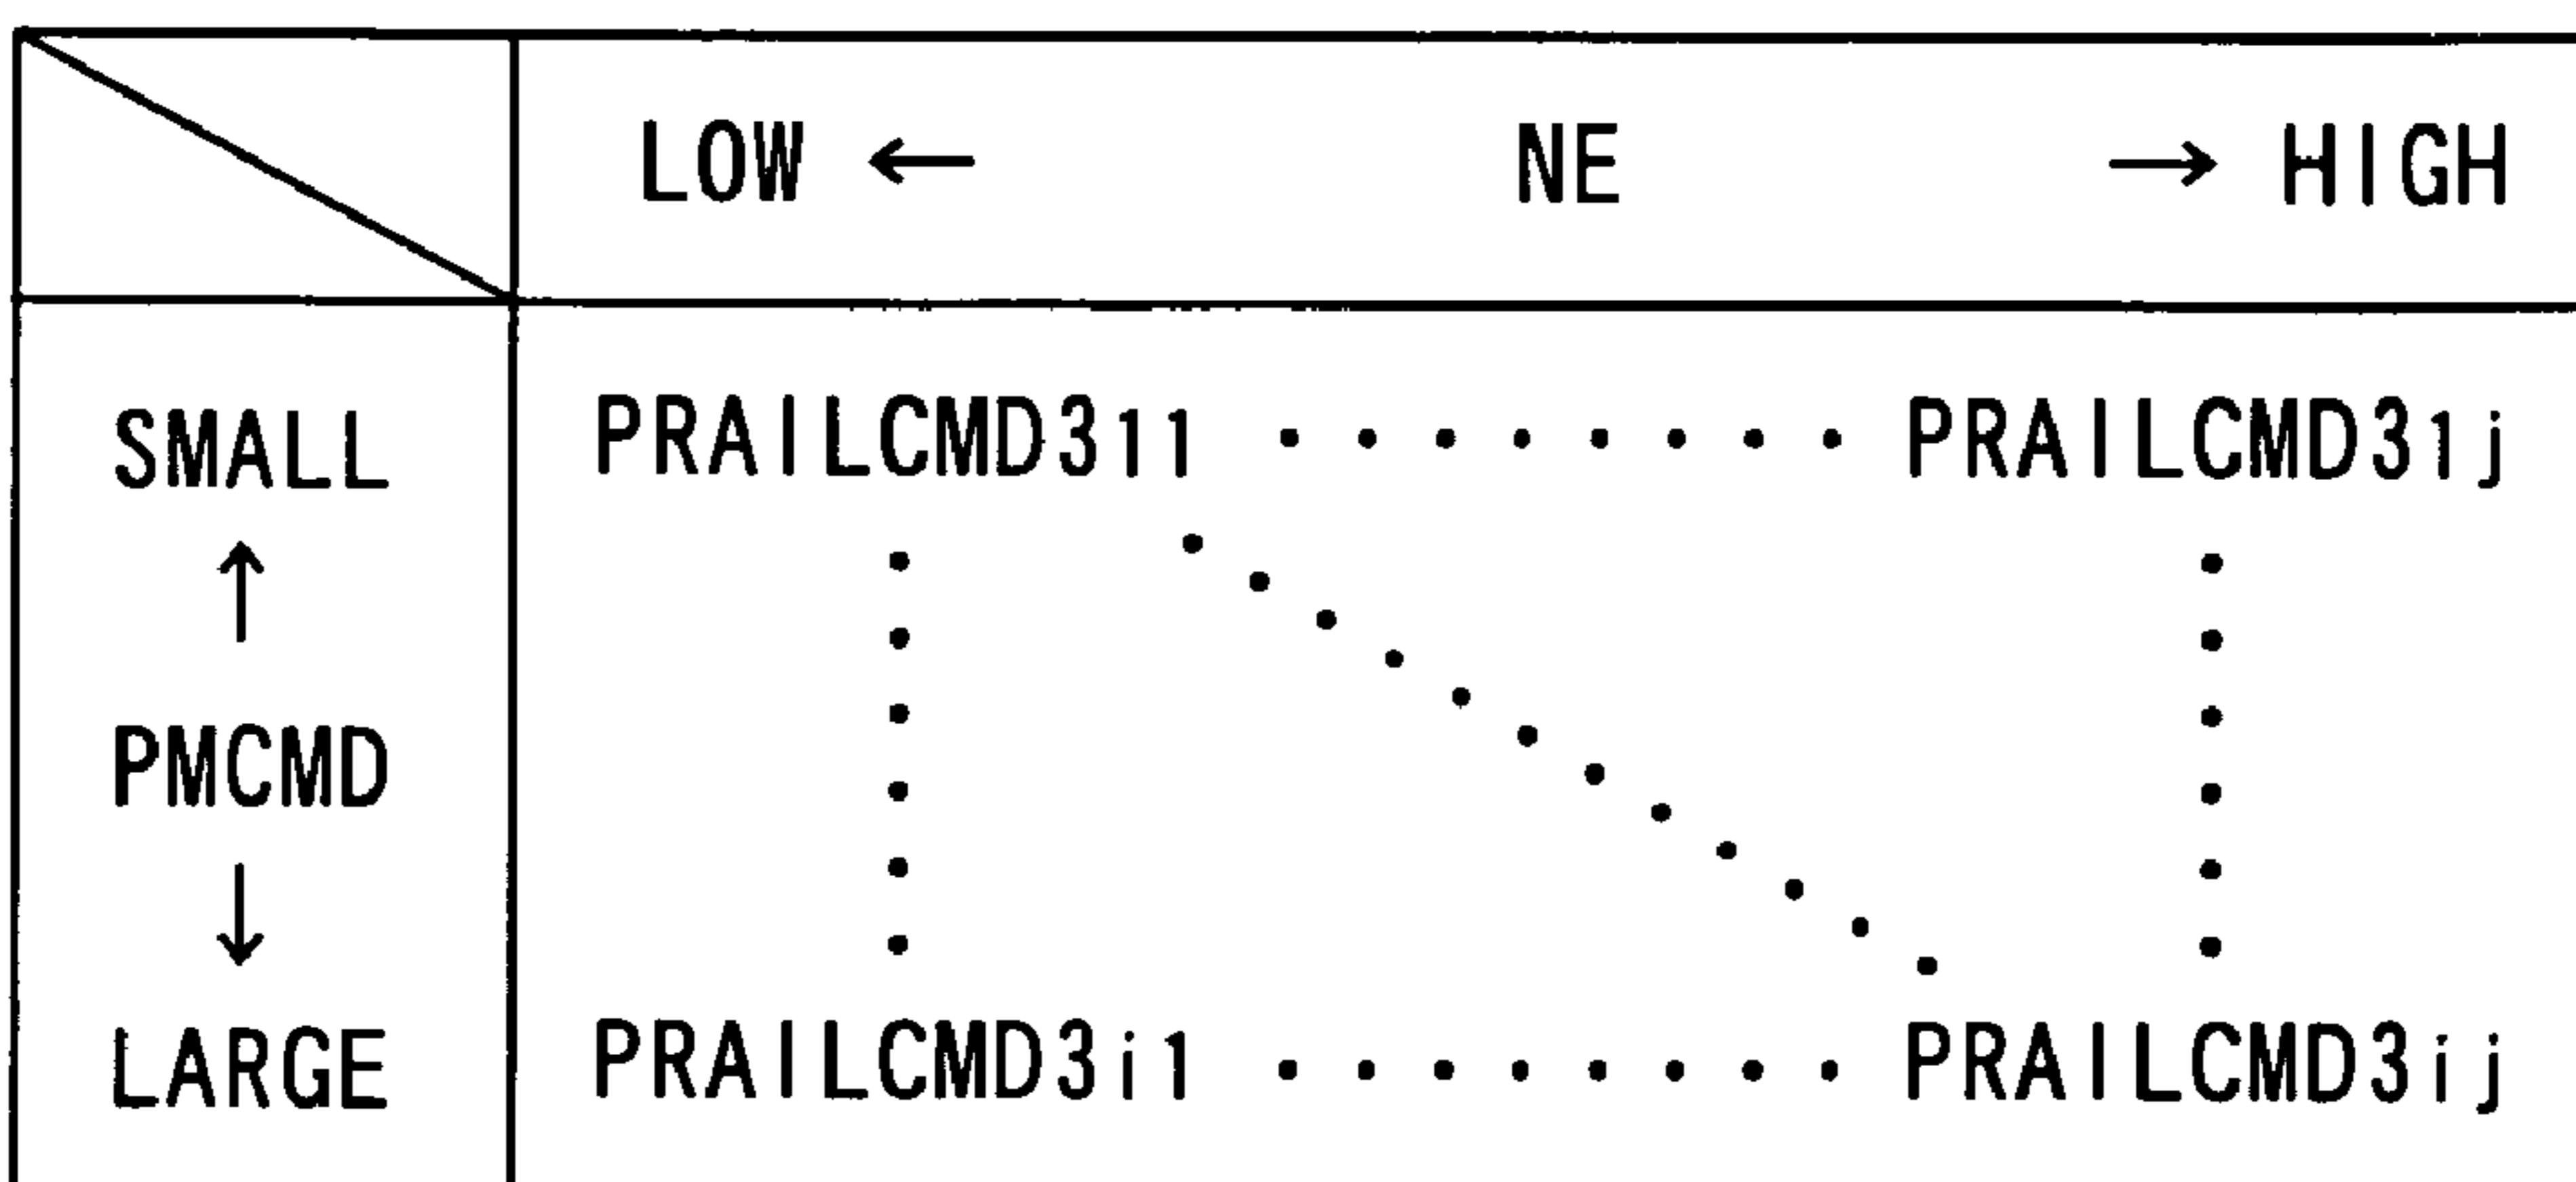 LOW ← NE → HIGH
SMALL PRAILCMD311 ········ PRAILCMD31j
↑
PMCMD
↓
LARGE PRAILCMD3i1 ········ PRAILCMD3ij